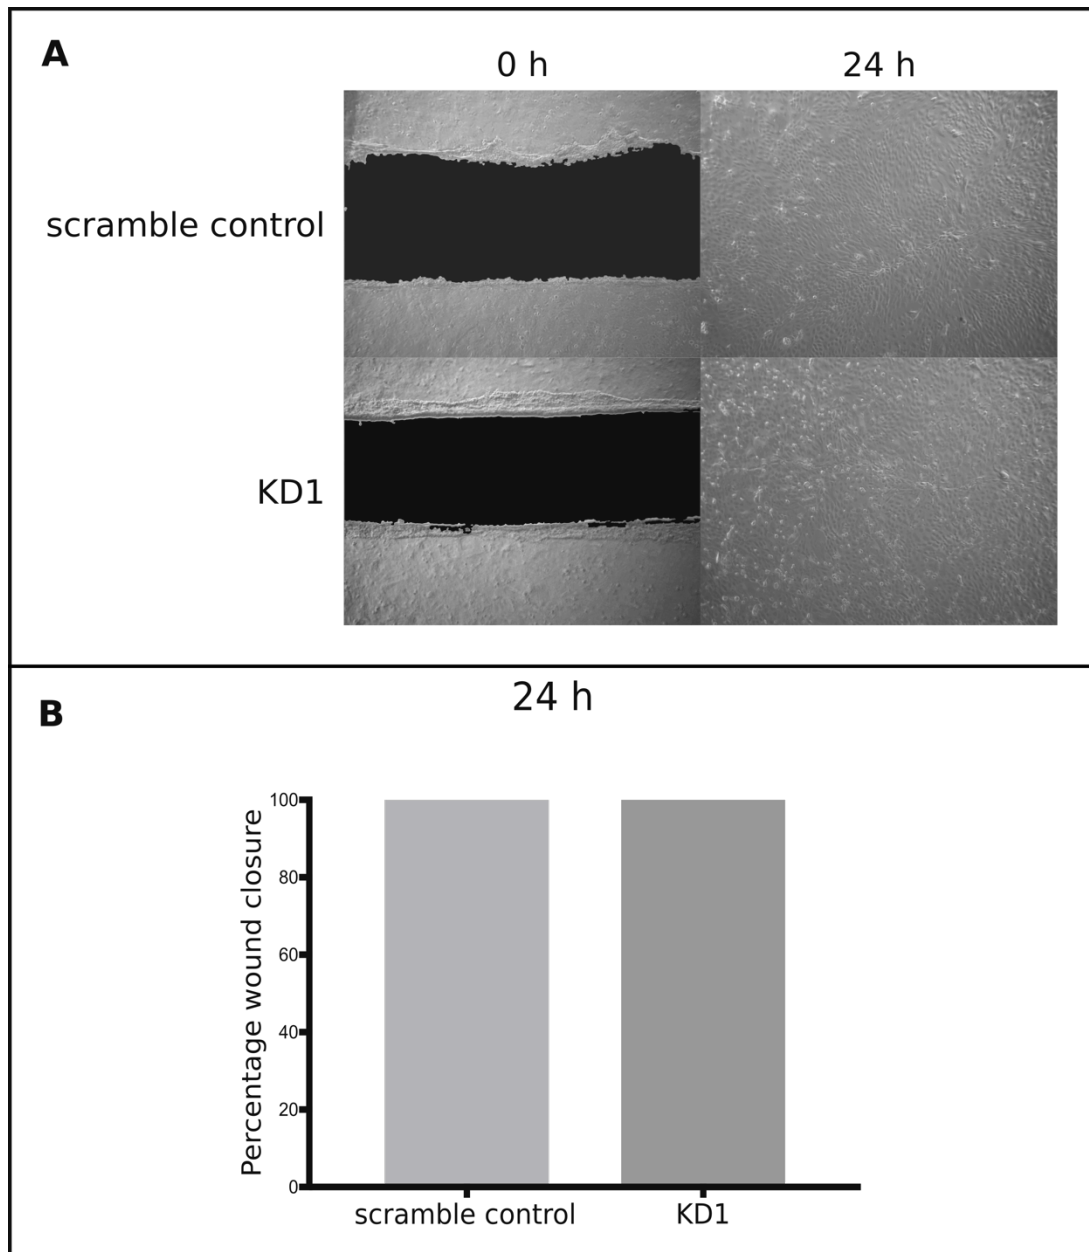 A
0 h
24 h
scramble control
KD1
B
24 h
Percentage wound closure
100
80
60
40
20
0
scramble control
KD1